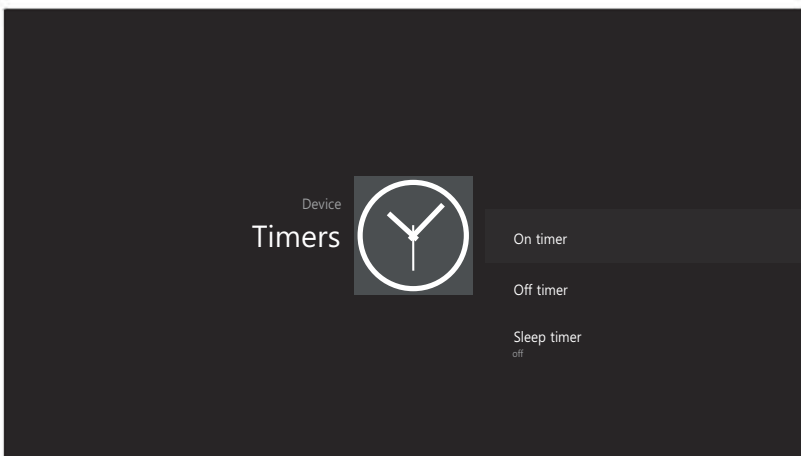 Device
Timers
On timer
Off timer
Sleep timer
off